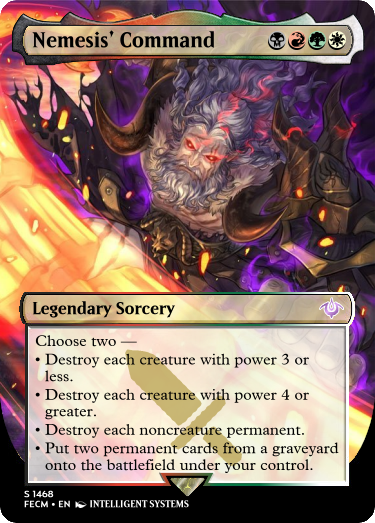 Nemesis' Command
Legendary Sorcery
Choose two —
• Destroy each creature with power 3 or
less.
• Destroy each creature with power 4 or
greater.
• Destroy each noncreature permanent.
• Put two permanent cards from a graveyard
onto the battlefield under your control.
S 1468
FECM • EN INTELLIGENT SYSTEMS